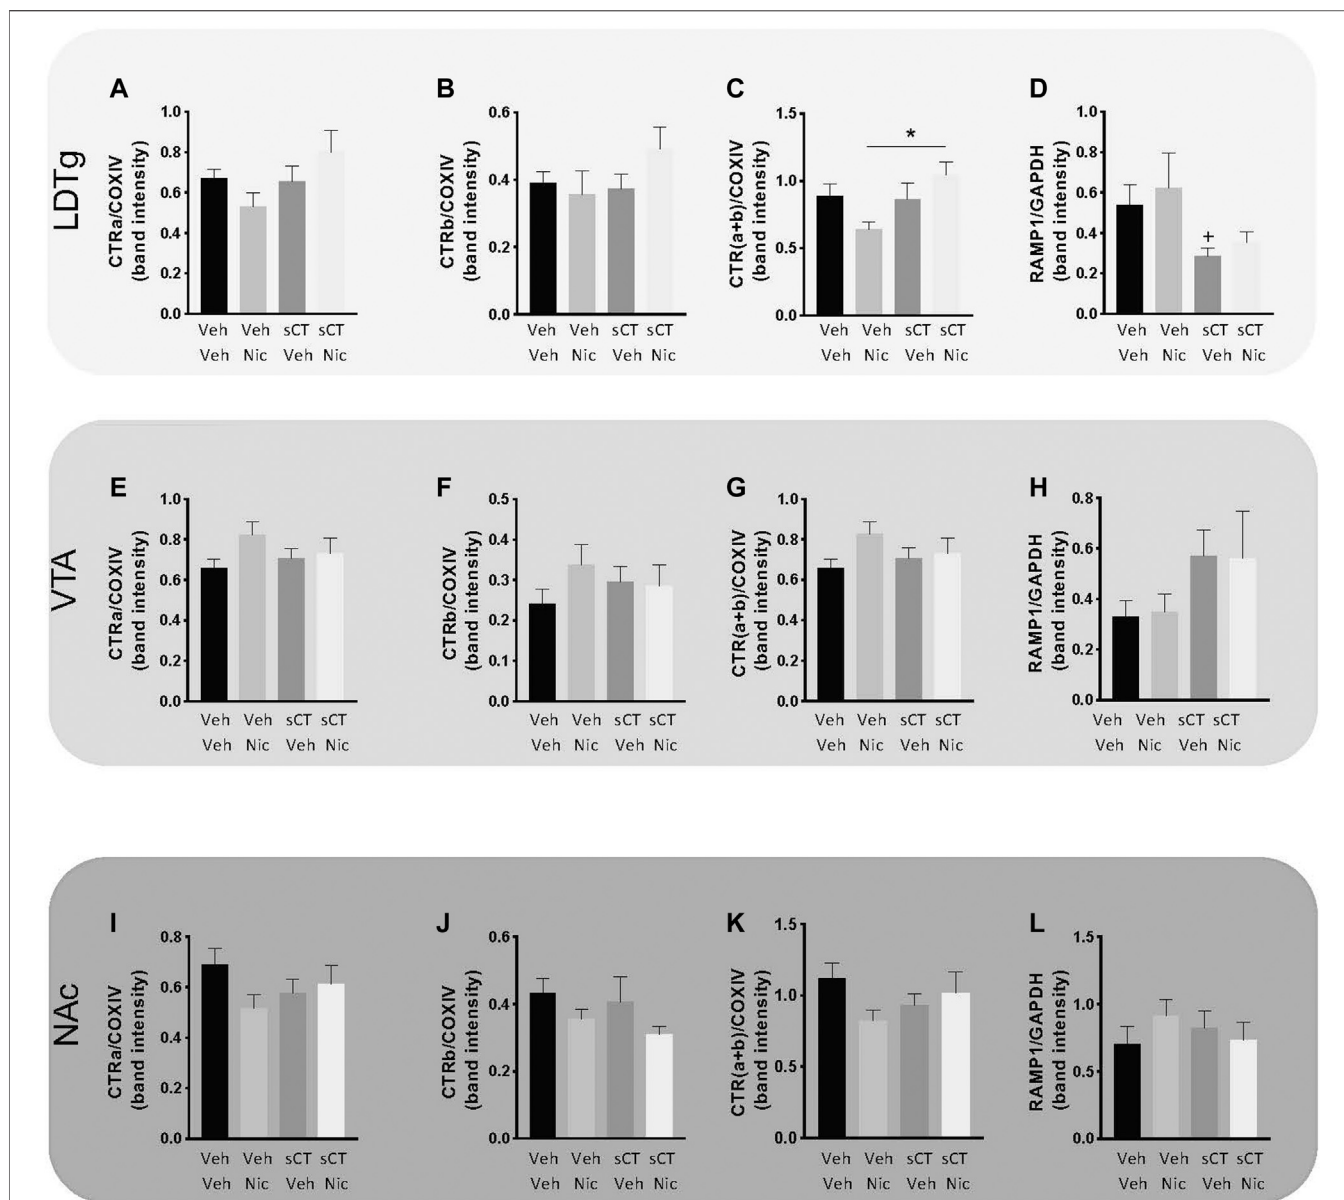 LDTg
A
CTRa/COXIV
(band intensity)
1.0
0.8
0.6
0.4
0.2
0.0
Veh Veh sCT sCT
Veh Nic Veh Nic
B
CTRb/COXIV
(band intensity)
0.6
0.4
0.2
0.0
Veh Veh sCT sCT
Veh Nic Veh Nic
C
CTR(a+b)/COXIV
(band intensity)
1.5
1.0
0.5
0.0
*
Veh Veh sCT sCT
Veh Nic Veh Nic
D
RAMP1/GAPDH
(band intensity)
1.0
0.8
0.6
0.4
0.2
0.0
+
Veh Veh sCT sCT
Veh Nic Veh Nic
VTA
E
CTRa/COXIV
(band intensity)
1.0
0.8
0.6
0.4
0.2
0.0
Veh Veh sCT sCT
Veh Nic Veh Nic
F
CTRb/COXIV
(band intensity)
0.5
0.4
0.3
0.2
0.1
0.0
Veh Veh sCT sCT
Veh Nic Veh Nic
G
CTR(a+b)/COXIV
(band intensity)
1.0
0.8
0.6
0.4
0.2
0.0
Veh Veh sCT sCT
Veh Nic Veh Nic
H
RAMP1/GAPDH
(band intensity)
0.8
0.6
0.4
0.2
0.0
Veh Veh sCT sCT
Veh Nic Veh Nic
NAc
I
CTRa/COXIV
(band intensity)
0.8
0.6
0.4
0.2
0.0
Veh Veh sCT sCT
Veh Nic Veh Nic
J
CTRb/COXIV
(band intensity)
0.6
0.4
0.2
0.0
Veh Veh sCT sCT
Veh Nic Veh Nic
K
CTR(a+b)/COXIV
(band intensity)
1.5
1.0
0.5
0.0
Veh Veh sCT sCT
Veh Nic Veh Nic
L
RAMP1/GAPDH
(band intensity)
1.5
1.0
0.5
0.0
Veh Veh sCT sCT
Veh Nic Veh Nic